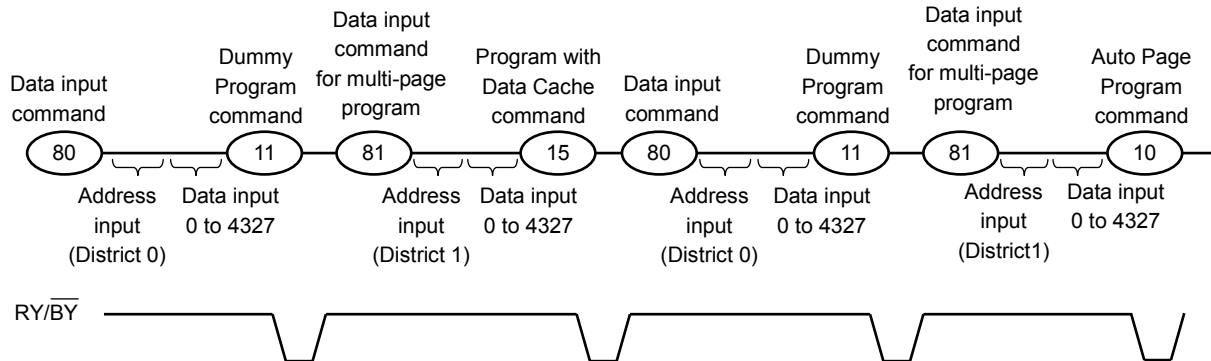 Data input
command
Dummy
Program
command
Data input
command
for multi-page
program
Program with
Data Cache
command
Data input
command
Dummy
Program
command
Data input
command
for multi-page
program
Auto Page
Program
command
80
11
81
15
80
11
81
10
Address
input
(District 0)
Data input
0 to 4327
Address
input
(District 1)
Data input
0 to 4327
Address
input
(District 0)
Data input
0 to 4327
Address
input
(District1)
Data input
0 to 4327
RY/B̅Y̅